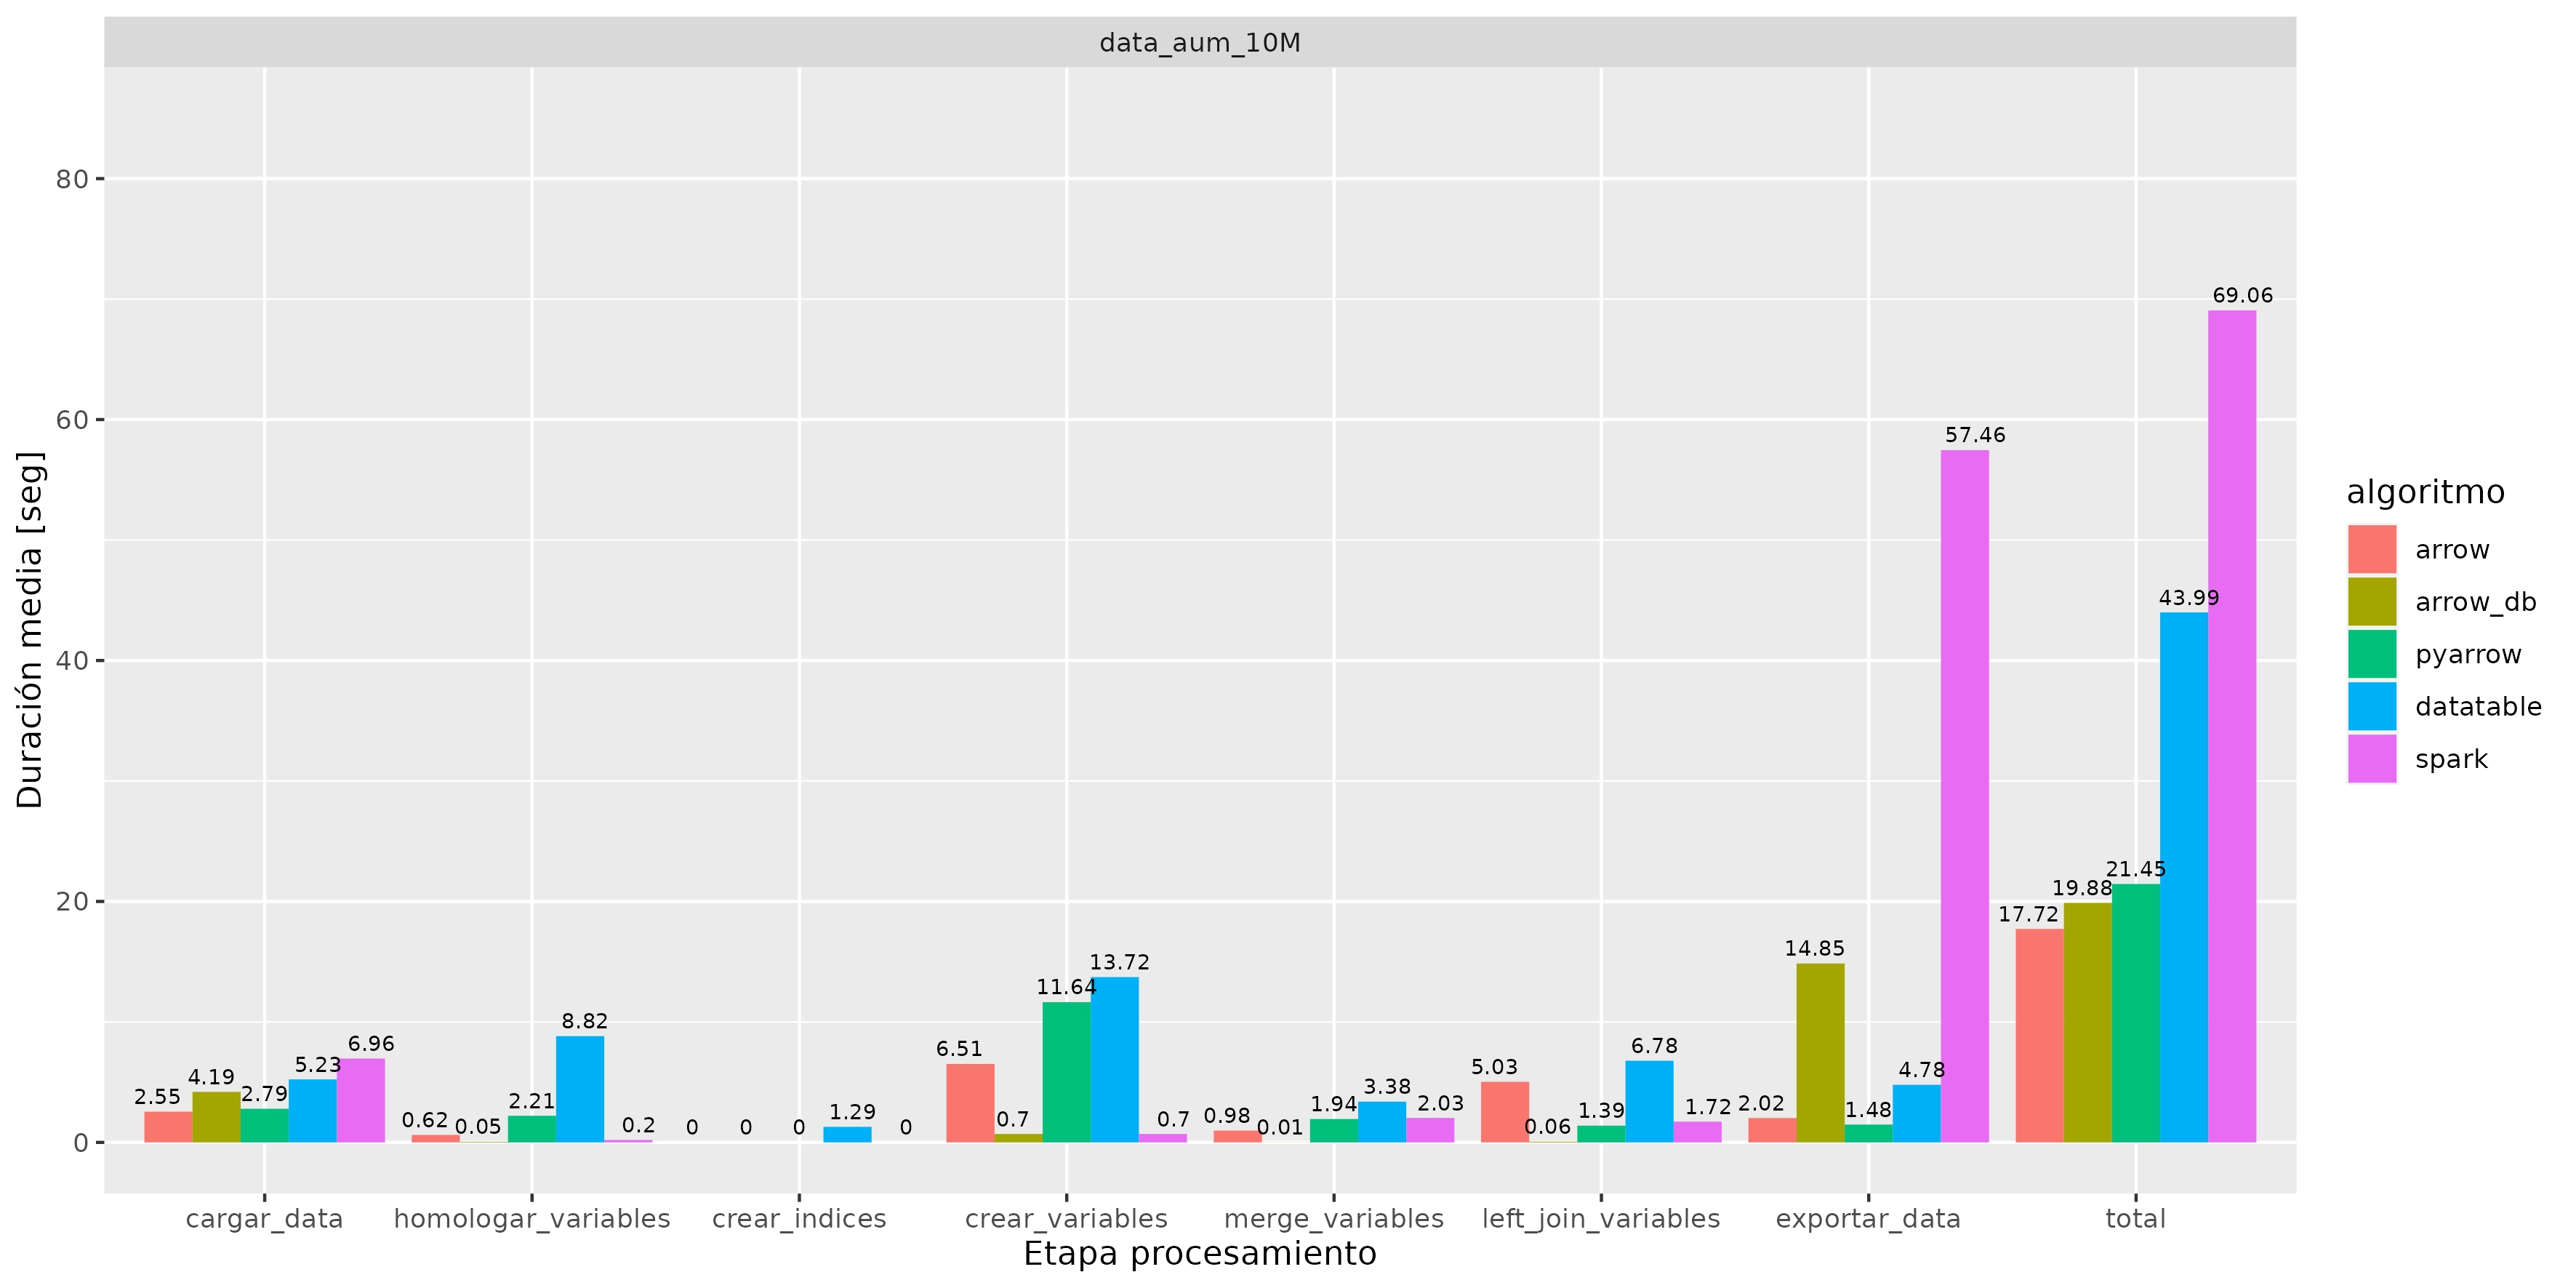 data_aum_10M
Duración media [seg]
80
60
40
20
0
2.55
4.19
2.79
5.23
6.96
0.62
0.05
2.21
8.82
0.2
0
0
0
1.29
0
6.51
0.7
11.64
13.72
0.7
0.98
0.01
1.94
3.38
2.03
5.03
0.06
1.39
6.78
1.72
2.02
14.85
1.48
4.78
57.46
17.72
19.88
21.45
43.99
69.06
cargar_data
homologar_variables
crear_indices
crear_variables
merge_variables
left_join_variables
exportar_data
total
Etapa procesamiento
algoritmo
arrow
arrow_db
pyarrow
datatable
spark